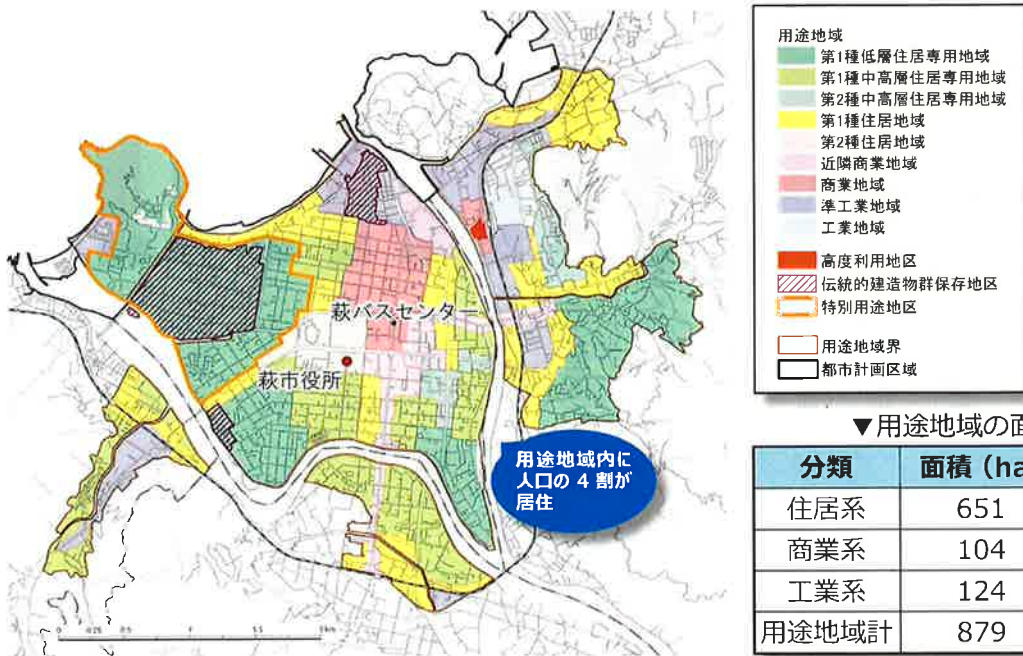 萩バスセンター
萩市役所
用途地域内に
人口の4割が
居住
用途地域
第1種低層住居専用地域
第1種中高層住居専用地域
第2種中高層住居専用地域
第1種住居地域
第2種住居地域
近隣商業地域
商業地域
準工業地域
工業地域
高度利用地区
伝統的建造物群保存地区
特別用途地区
用途地域界
都市計画区域
▼用途地域の面
分類 面積（ha
住居系 651
商業系 104
工業系 124
用途地域計 879